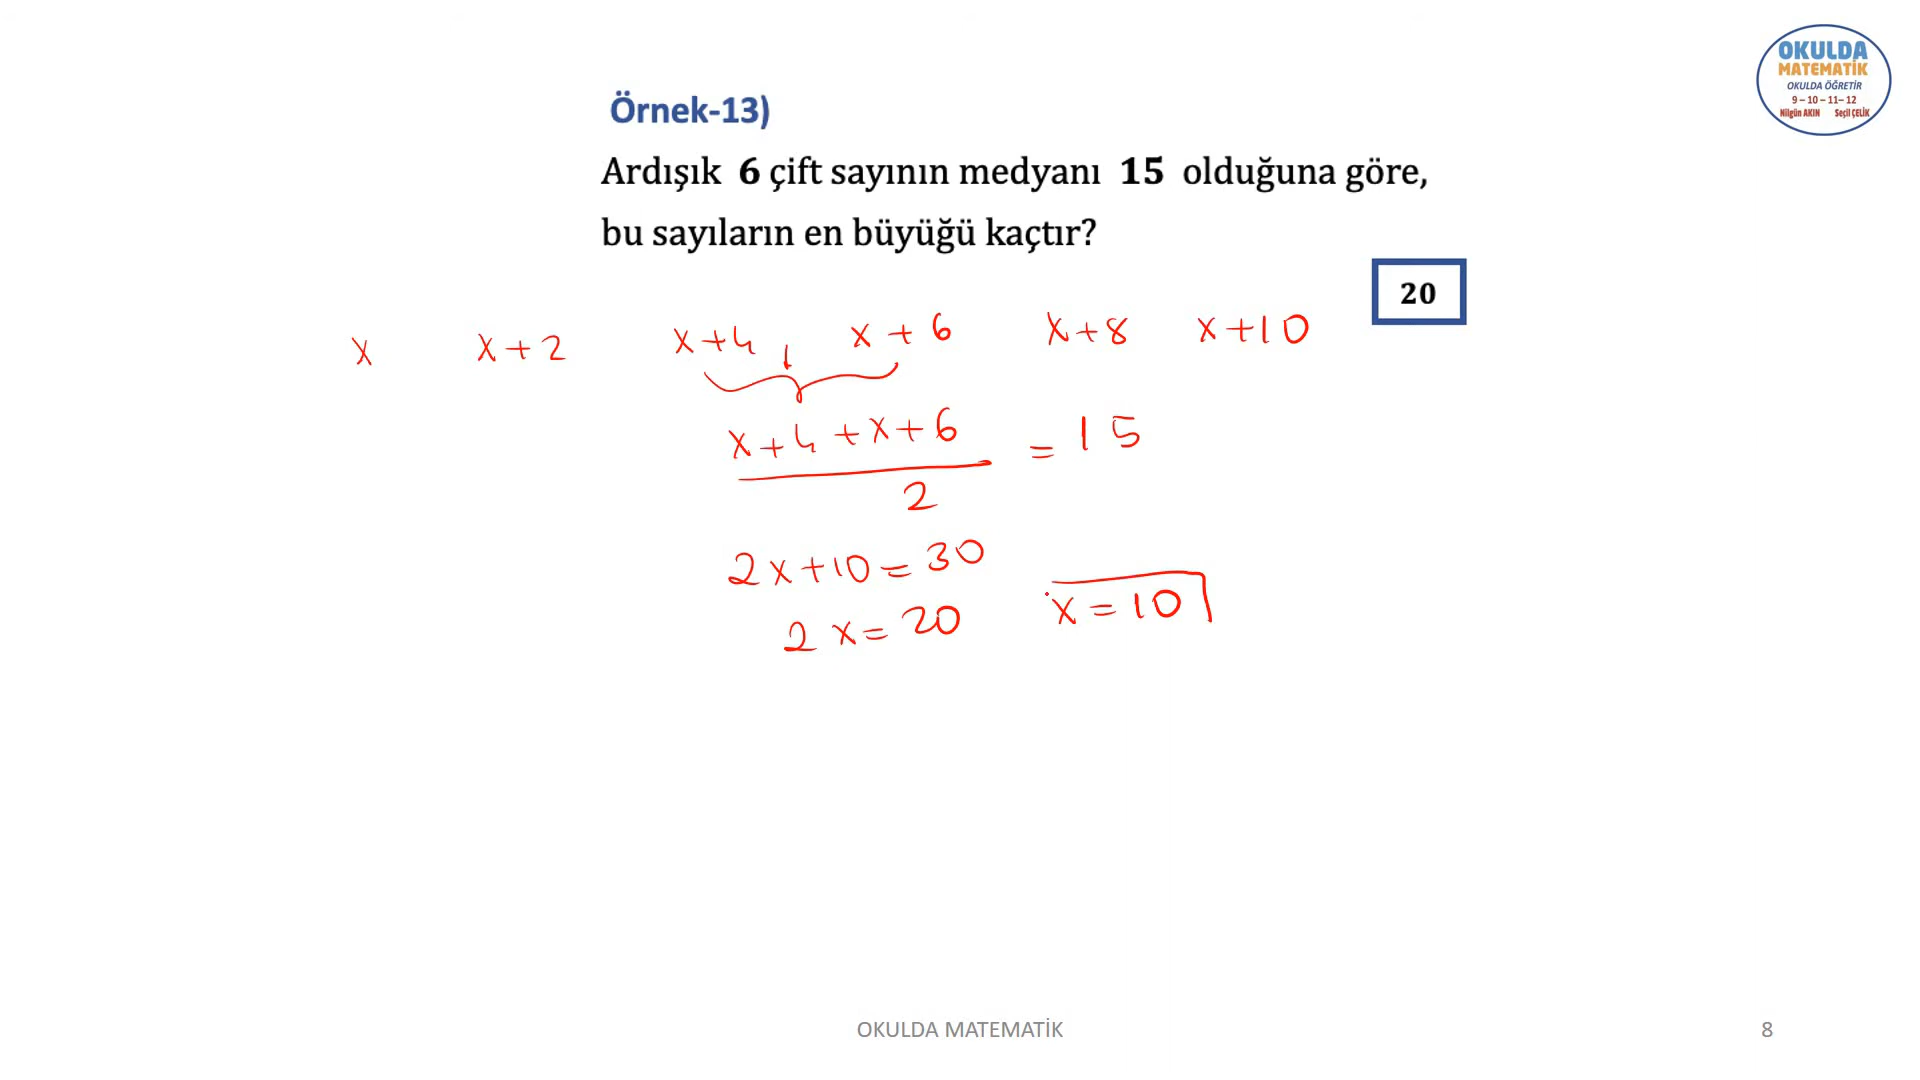 OKULDA
MATEMATİK
OKULDA ÖĞRETİR
9 – 10 – 11– 12
Nilgün AKIN Seçil ÇELİK
Örnek-13)
Ardışık 6 çift sayının medyanı 15 olduğuna göre,
bu sayıların en büyüğü kaçtır?
20
x x+2 x+4 x+6 x+8 x+10
x+4+x+6
= 15
2
2x+10=30
2x=20 x=10
OKULDA MATEMATİK 8